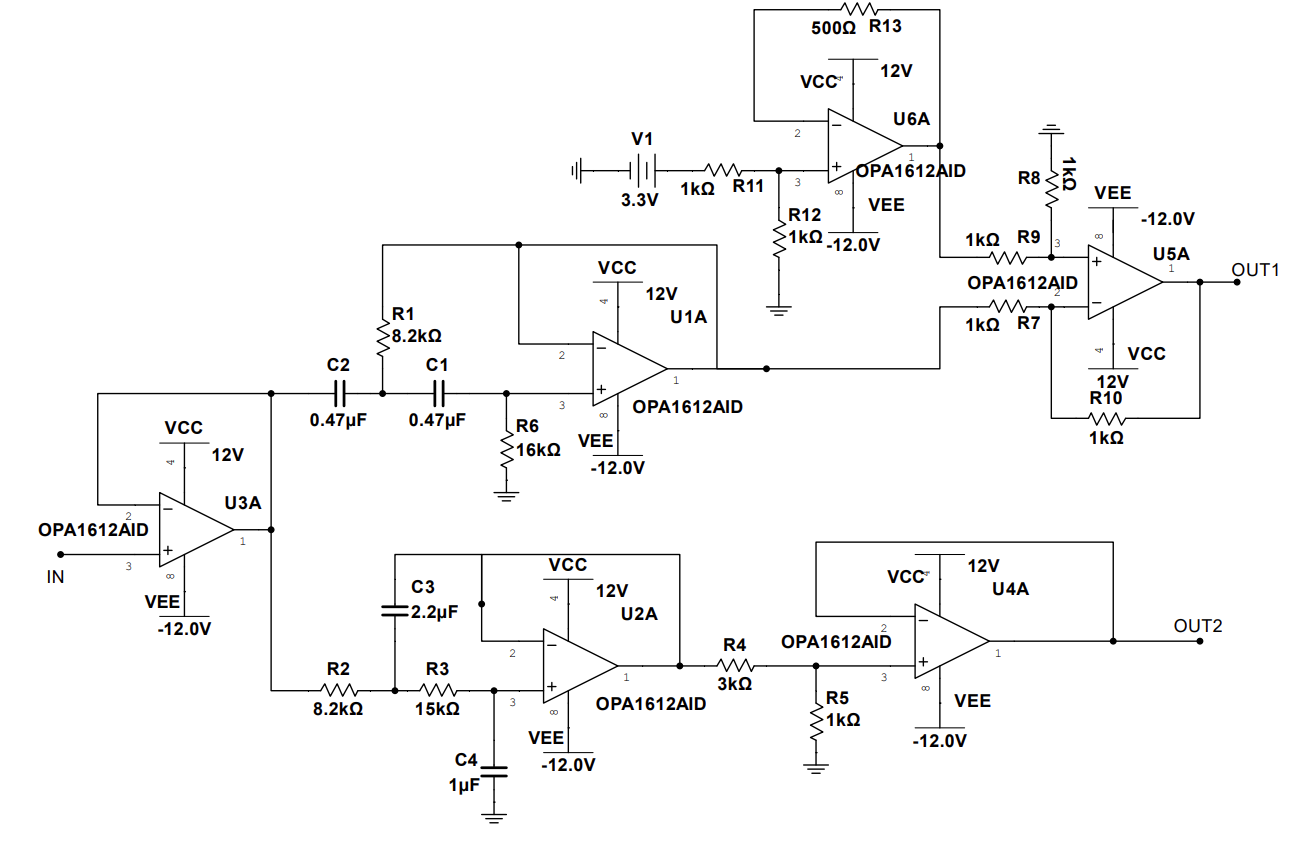 500Ω R13
VCC 4 12V
U6A
2
1
3
OPA1612AID
8
VEE
-12.0V
V1
3.3V
1kΩ R11
R12
1kΩ
R8 1kΩ
VEE
-12.0V
8
1kΩ R9 3
U5A
1
OUT1
OPA1612AID
2
1kΩ R7
4 VCC
12V
R10
1kΩ
R1
8.2kΩ
VCC
4 12V
U1A
2
1
3
OPA1612AID
8
VEE
-12.0V
C2
0.47µF
C1
0.47µF
R6
16kΩ
VCC
4 12V
U3A
2
OPA1612AID
1
3
IN
8
VEE
-12.0V
C3
2.2µF
VCC
4 12V
U2A
2
1
3
OPA1612AID
8
VEE
-12.0V
R2
8.2kΩ
R3
15kΩ
C4
1µF
R4
3kΩ
R5
1kΩ
VCC 4 12V
U4A
2
OPA1612AID
1
3
OUT2
8
VEE
-12.0V